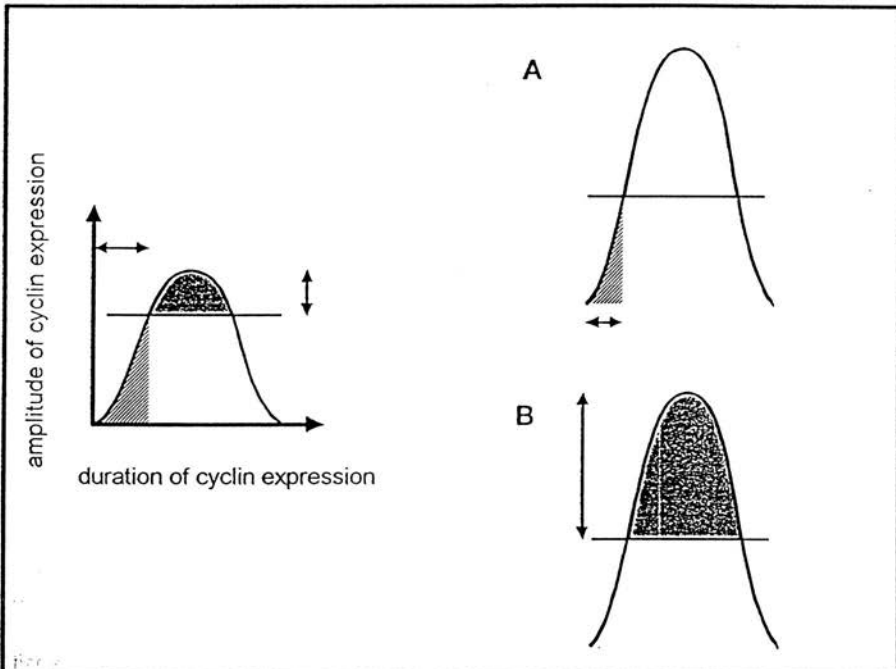 amplitude of cyclin expression
duration of cyclin expression
A
B